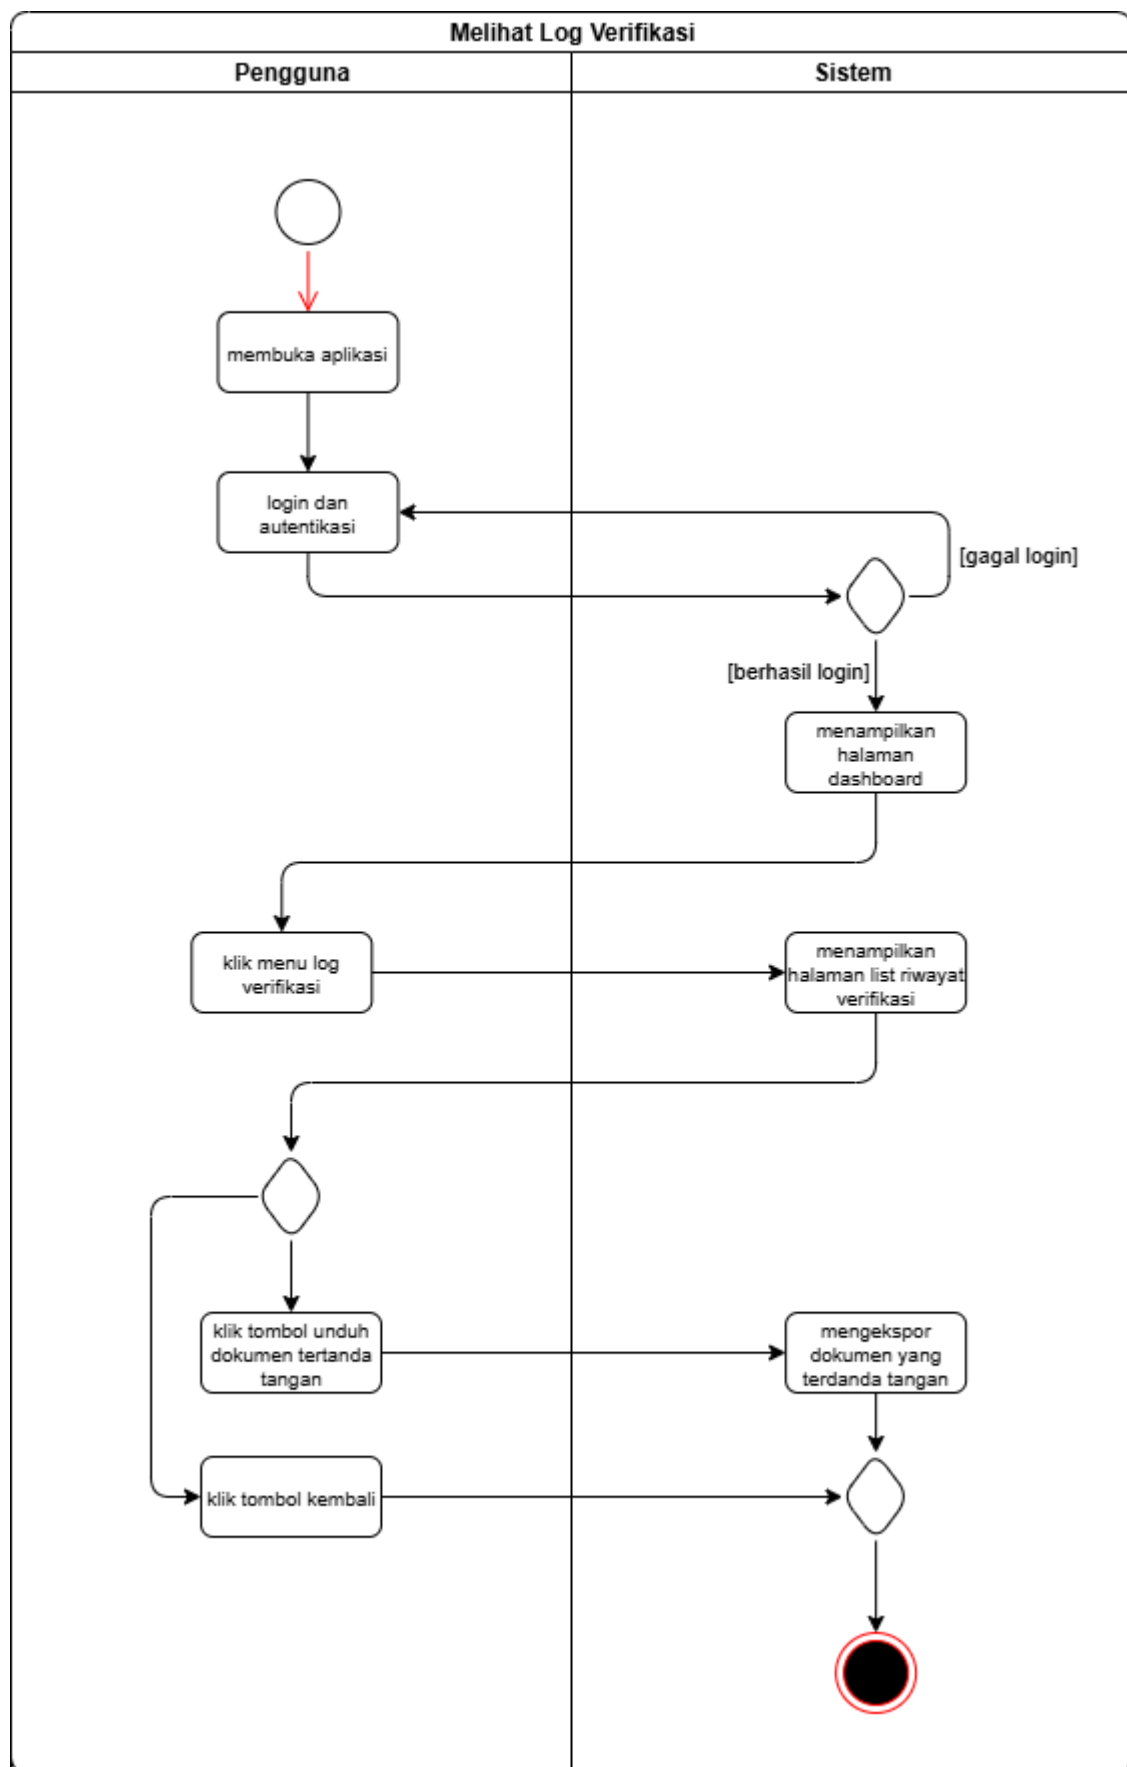 Melihat Log Verifikasi
Pengguna
Sistem
membuka aplikasi
login dan
autentikasi
[gagal login]
[berhasil login]
menampilkan
halaman
dashboard
klik menu log
verifikasi
menampilkan
halaman list riwayat
verifikasi
klik tombol unduh
dokumen tertanda
tangan
mengekspor
dokumen yang
terdanda tangan
klik tombol kembali